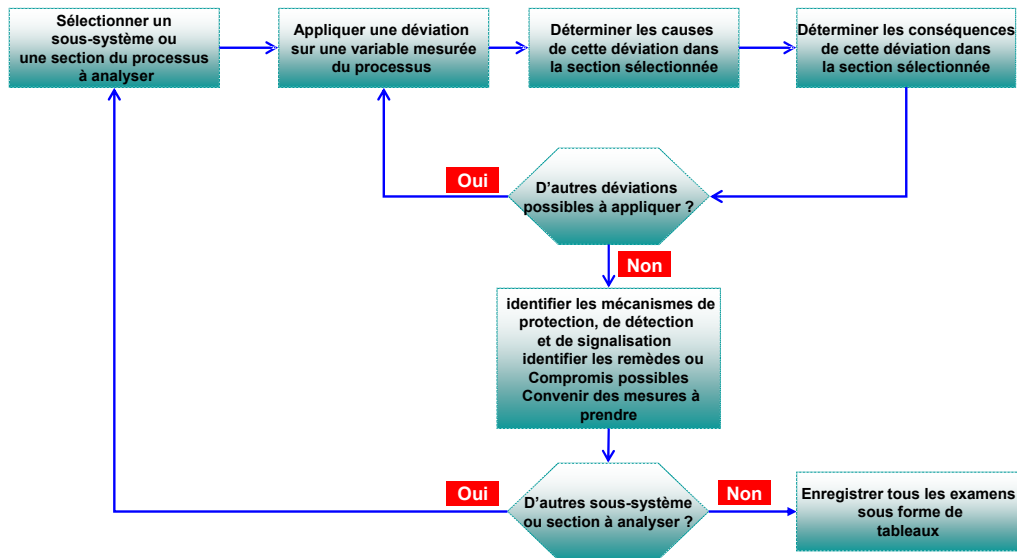 Sélectionner un
sous-système ou
une section du processus
à analyser
Appliquer une déviation
sur une variable mesurée
du processus
Déterminer les causes
de cette déviation dans
la section sélectionnée
Déterminer les conséquences
de cette déviation dans
la section sélectionnée
Oui
D'autres déviations
possibles à appliquer ?
Non
identifier les mécanismes de
protection, de détection
et de signalisation
identifier les remèdes ou
Compromis possibles
Convenir des mesures à
prendre
Oui
D'autres sous-système
ou section à analyser ?
Non
Enregistrer tous les examens
sous forme de
tableaux